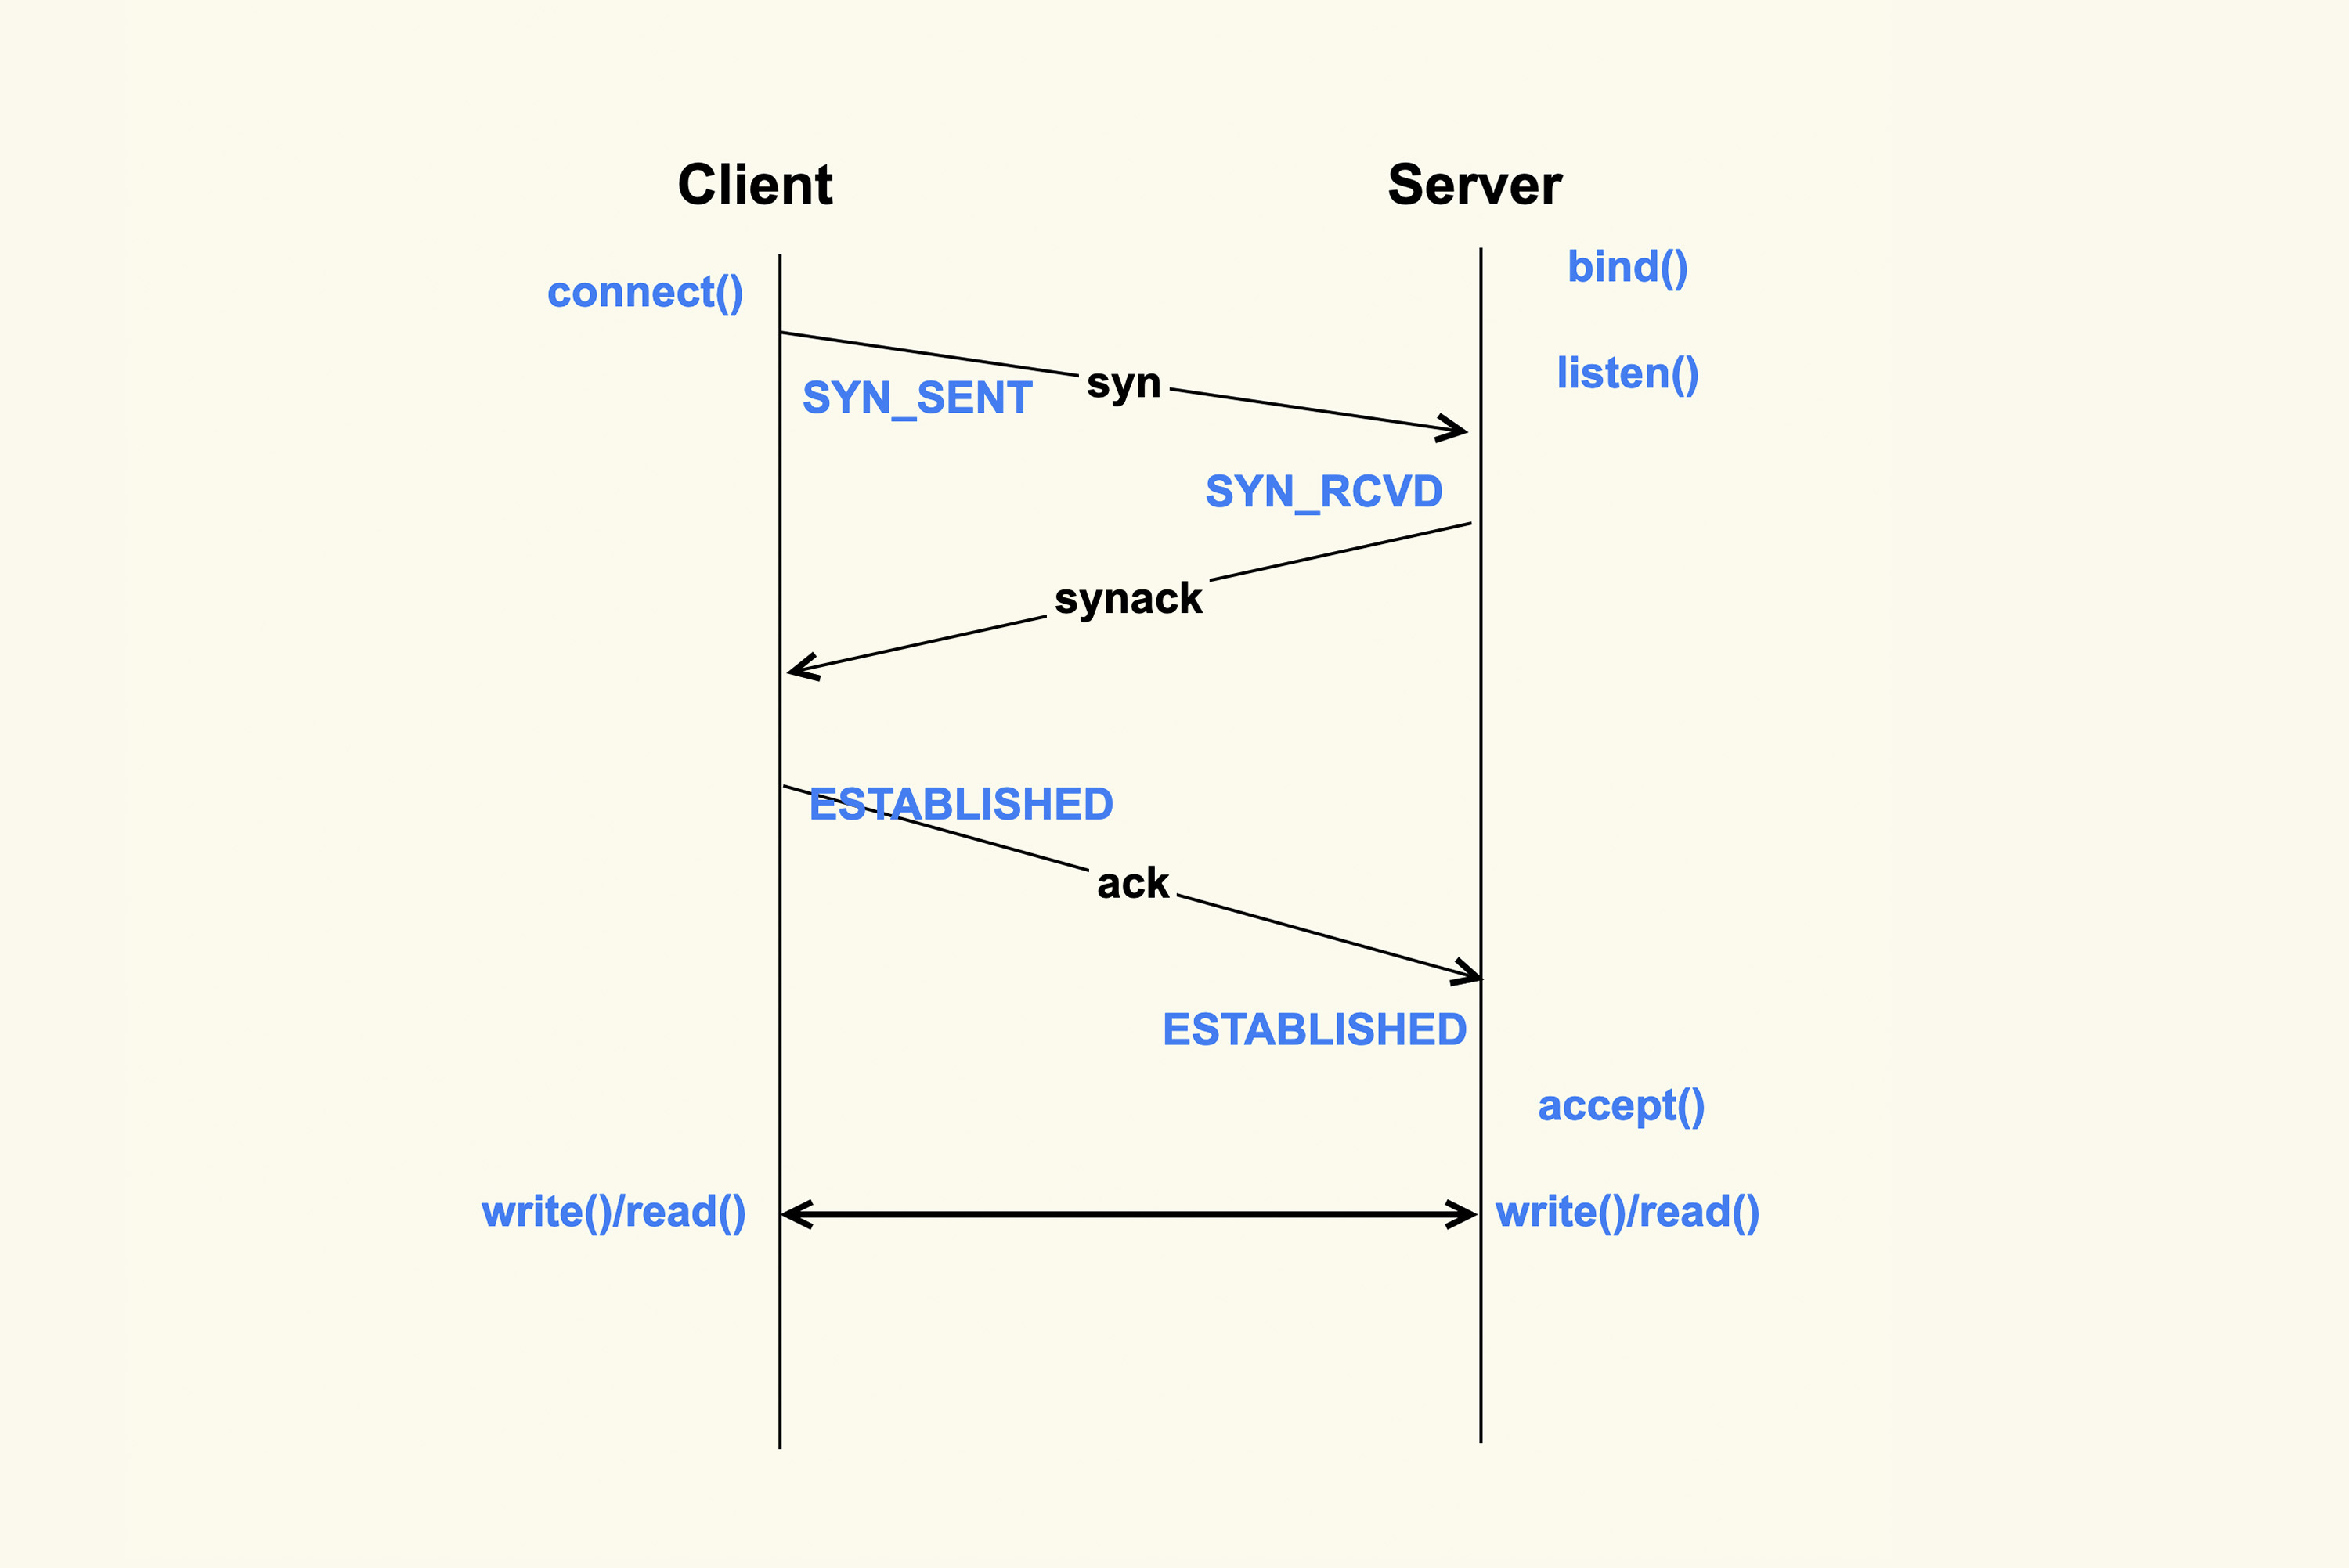 Client
Server
bind()
connect()
listen()
syn
SYN_SENT
SYN_RCVD
synack
ESTABLISHED
ack
ESTABLISHED
accept()
write()/read()
write()/read()